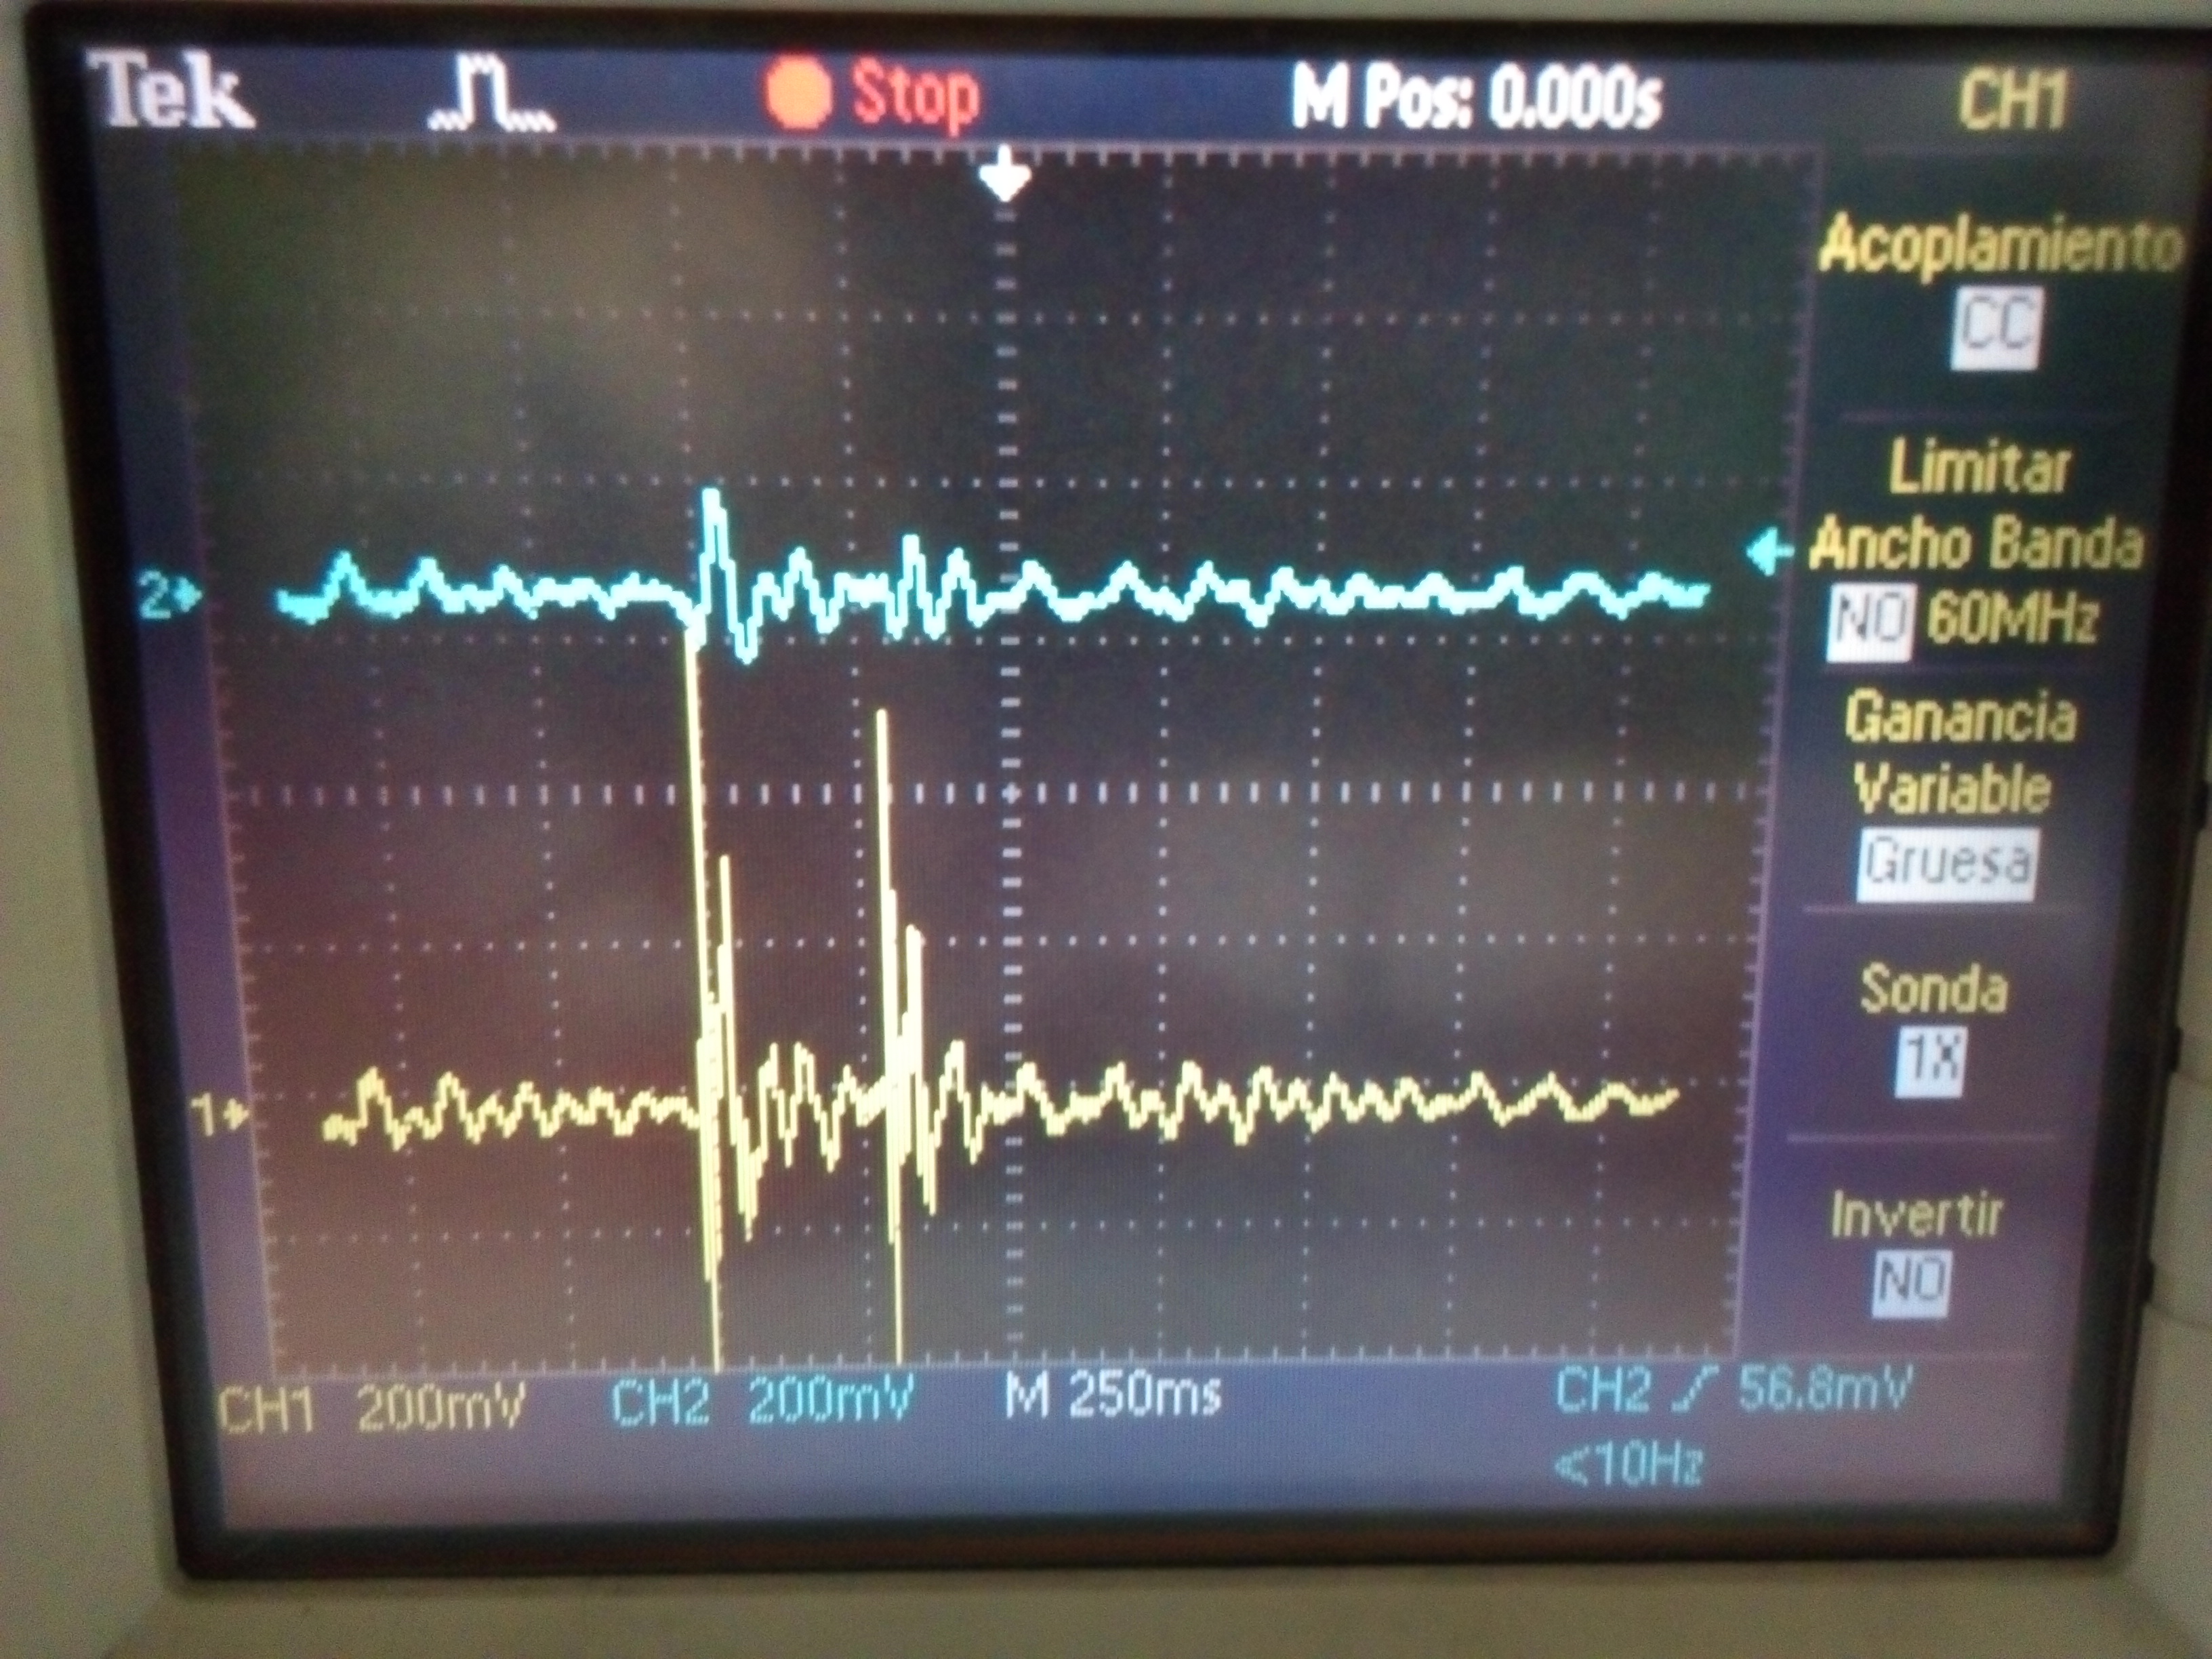 Tek Stop M Pos: 0.000s CH1
Acoplamiento
CC
Limitar
Ancho Banda
NO 60MHz
Ganancia
Variable
Gruesa
Sonda
1X
Invertir
NO
2
1
CH1 200mV CH2 200mV M 250ms CH2 56.8mV
<10Hz